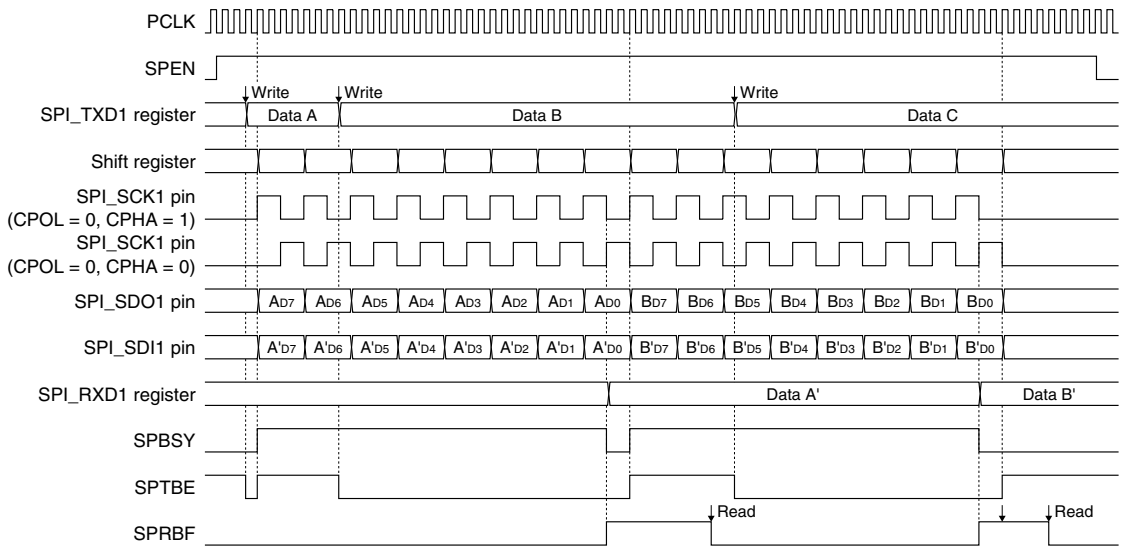 PCLK
SPEN
Write Write Write
SPI_TXD1 register Data A Data B Data C
Shift register
SPI_SCK1 pin
(CPOL = 0, CPHA = 1)
SPI_SCK1 pin
(CPOL = 0, CPHA = 0)
SPI_SDO1 pin AD7 AD6 AD5 AD4 AD3 AD2 AD1 AD0 BD7 BD6 BD5 BD4 BD3 BD2 BD1 BD0
SPI_SDI1 pin A'D7 A'D6 A'D5 A'D4 A'D3 A'D2 A'D1 A'D0 B'D7 B'D6 B'D5 B'D4 B'D3 B'D2 B'D1 B'D0
SPI_RXD1 register Data A' Data B'
SPBSY
SPTBE
Read Read
SPRBF